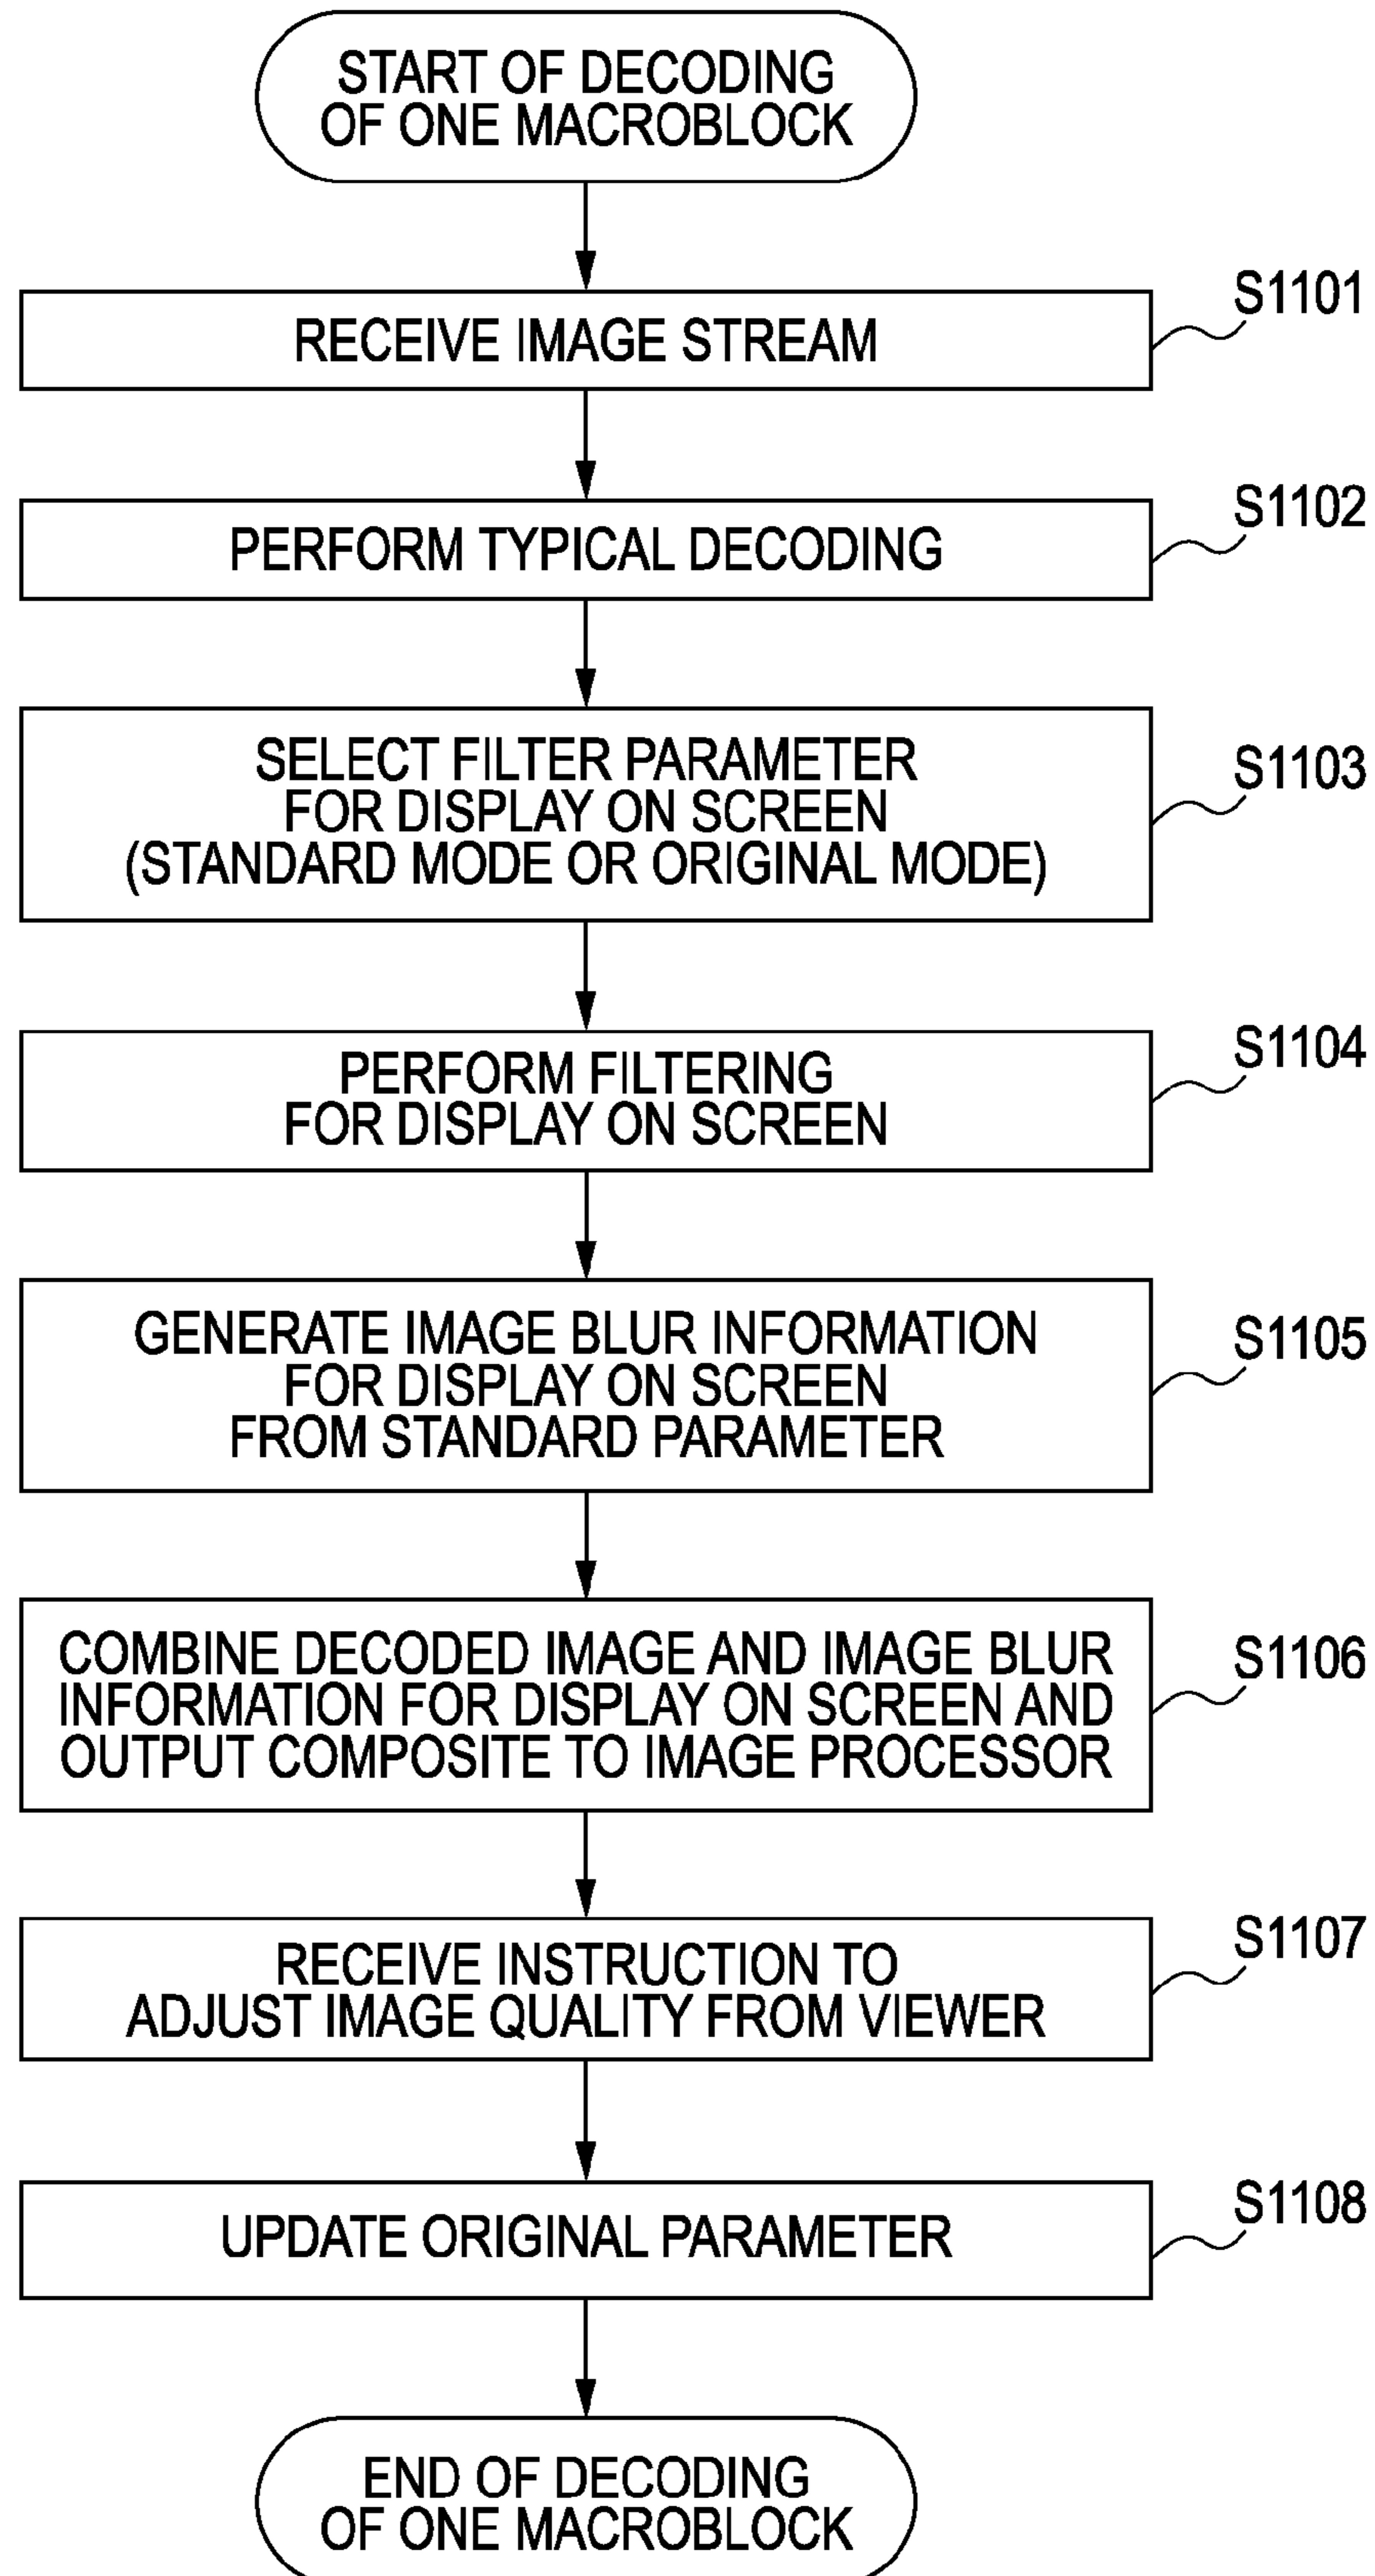 START OF DECODING
OF ONE MACROBLOCK
S1101
RECEIVE IMAGE STREAM
S1102
PERFORM TYPICAL DECODING
S1103
SELECT FILTER PARAMETER
FOR DISPLAY ON SCREEN
(STANDARD MODE OR ORIGINAL MODE)
S1104
PERFORM FILTERING
FOR DISPLAY ON SCREEN
S1105
GENERATE IMAGE BLUR INFORMATION
FOR DISPLAY ON SCREEN
FROM STANDARD PARAMETER
S1106
COMBINE DECODED IMAGE AND IMAGE BLUR
INFORMATION FOR DISPLAY ON SCREEN AND
OUTPUT COMPOSITE TO IMAGE PROCESSOR
S1107
RECEIVE INSTRUCTION TO
ADJUST IMAGE QUALITY FROM VIEWER
S1108
UPDATE ORIGINAL PARAMETER
END OF DECODING
OF ONE MACROBLOCK